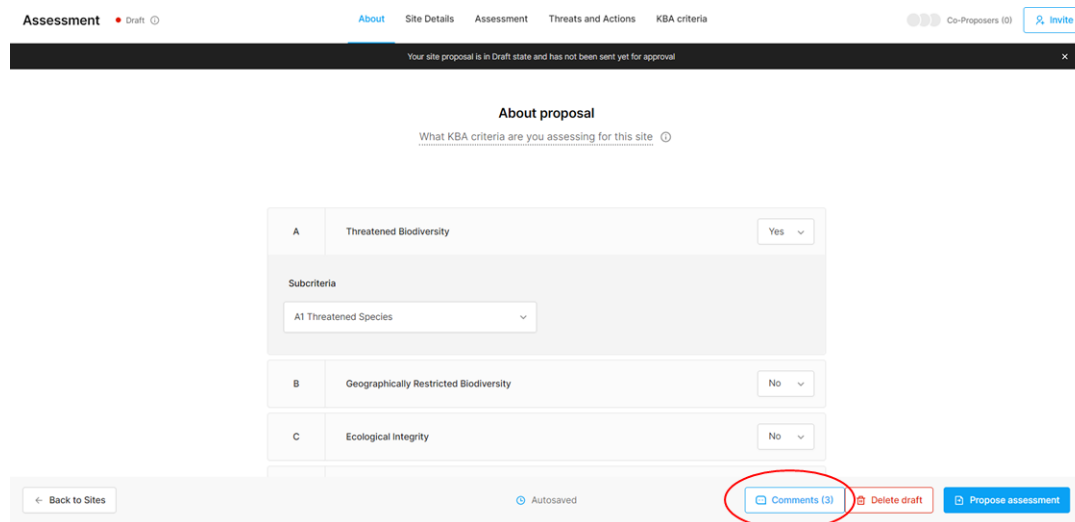 Assessment Draft About Site Details Assessment Threats and Actions KBA criteria Co-Proposers (0) Invite
Your site proposal is in Draft state and has not been sent yet for approval
About proposal
What KBA criteria are you assessing for this site
A Threatened Biodiversity Yes
Subcriteria
A1 Threatened Species
B Geographically Restricted Biodiversity No
C Ecological Integrity No
Back to Sites Autosaved Comments (3) Delete draft Propose assessment